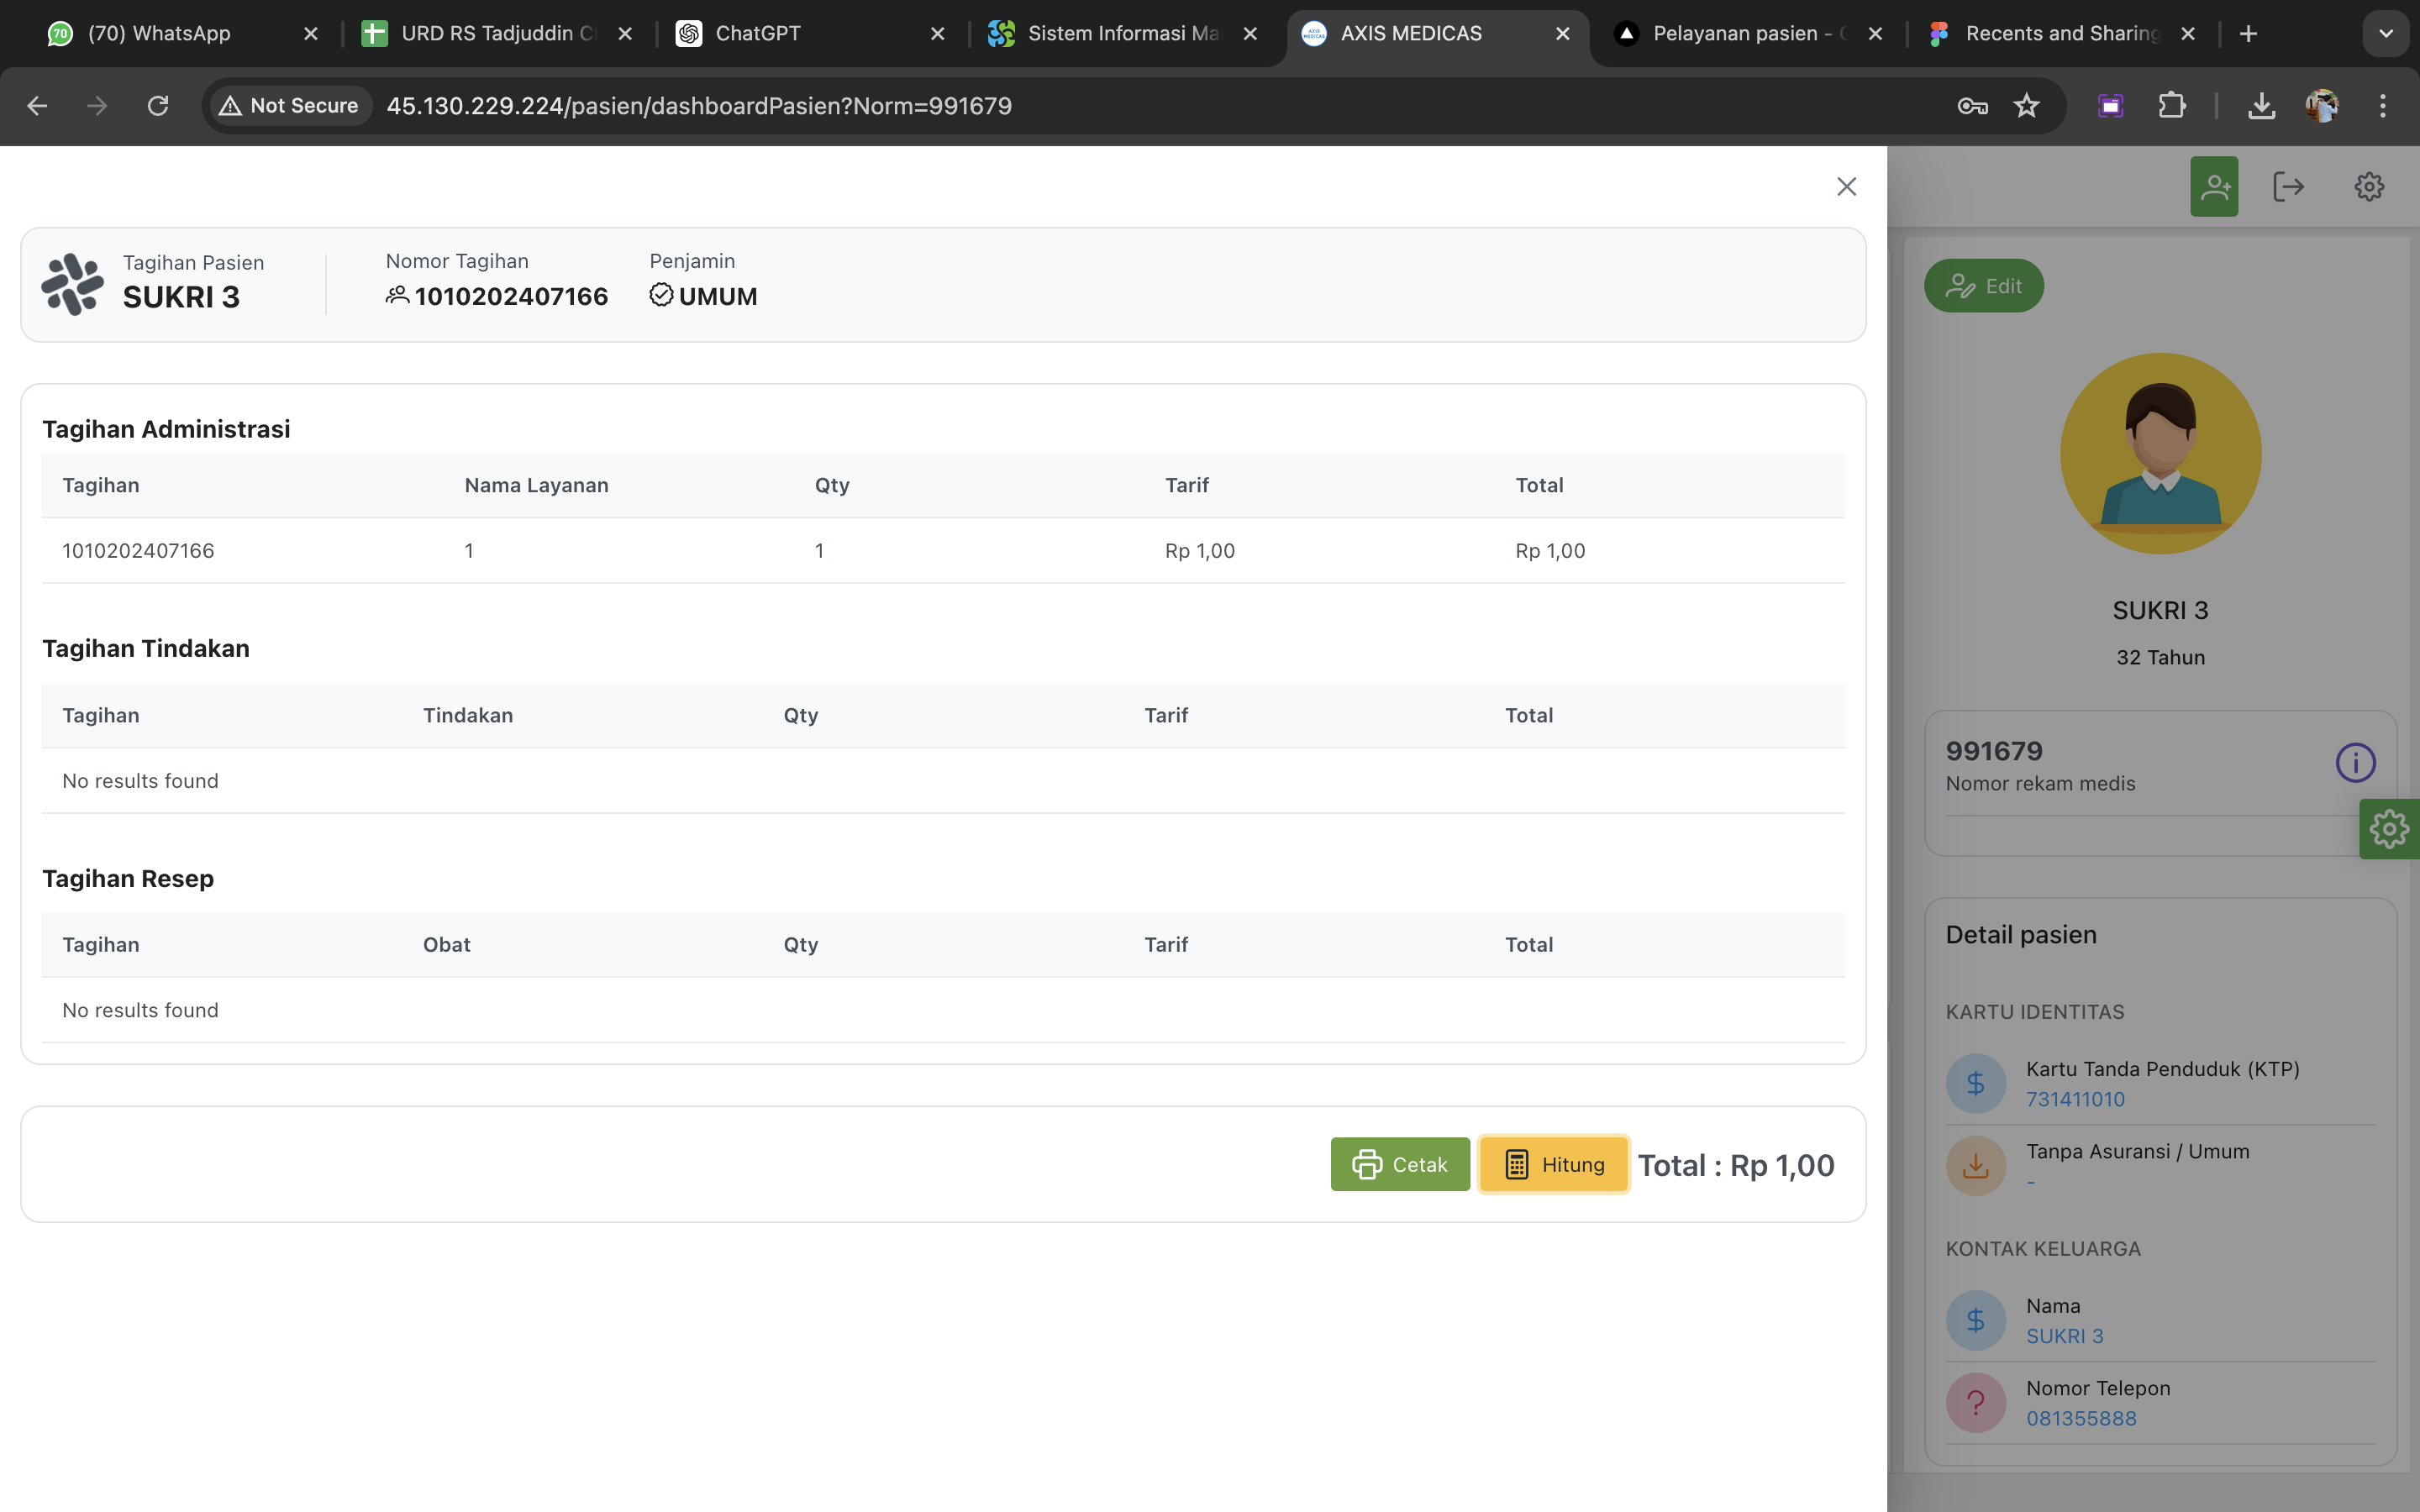 (70) WhatsApp
URD RS Tadjuddin C
ChatGPT
Sistem Informasi Ma
AXIS MEDICAS
Pelayanan pasien -
Recents and Sharing
Not Secure
45.130.229.224/pasien/dashboardPasien?Norm=991679
Tagihan Pasien
SUKRI 3
Nomor Tagihan
1010202407166
Penjamin
UMUM
Tagihan Administrasi
Tagihan Nama Layanan Qty Tarif Total
1010202407166 1 1 Rp 1,00 Rp 1,00
Tagihan Tindakan
Tagihan Tindakan Qty Tarif Total
No results found
Tagihan Resep
Tagihan Obat Qty Tarif Total
No results found
Cetak
Hitung
Total : Rp 1,00
Edit
SUKRI 3
32 Tahun
991679
Nomor rekam medis
Detail pasien
KARTU IDENTITAS
Kartu Tanda Penduduk (KTP)
731411010
Tanpa Asuransi / Umum
-
KONTAK KELUARGA
Nama
SUKRI 3
Nomor Telepon
081355888